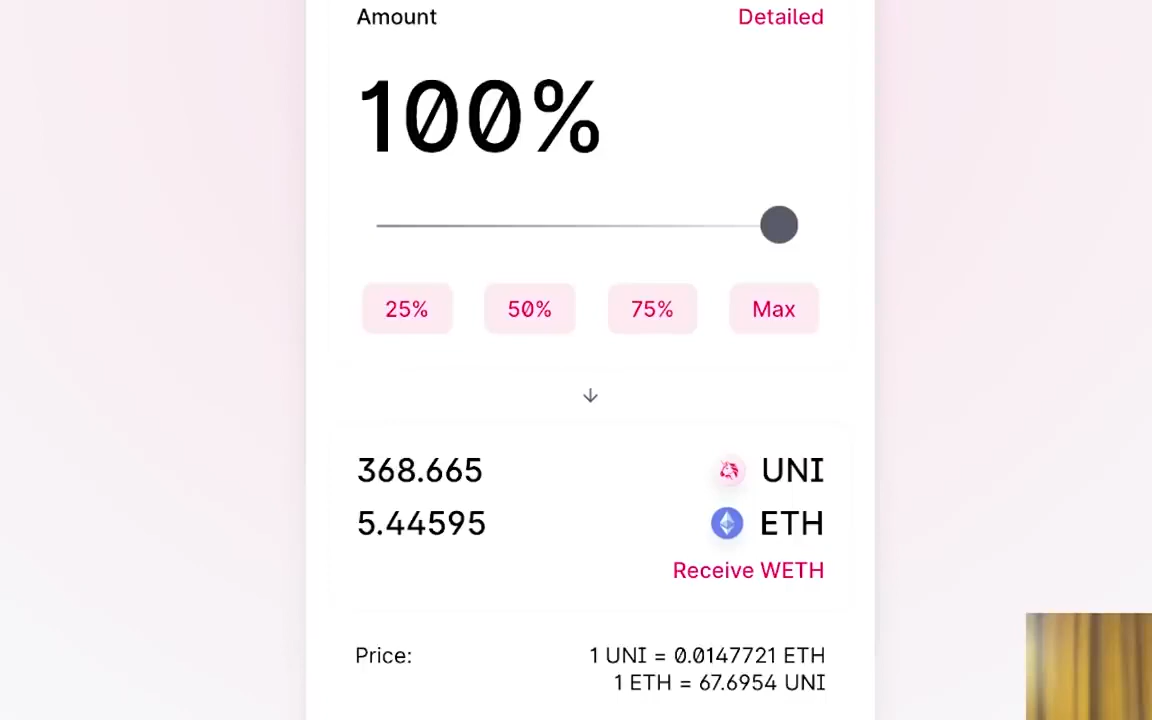 Amount Detailed
100%
25% 50% 75% Max
368.665 UNI
5.44595 ETH
Receive WETH
Price: 1 UNI = 0.0147721 ETH
1 ETH = 67.6954 UNI